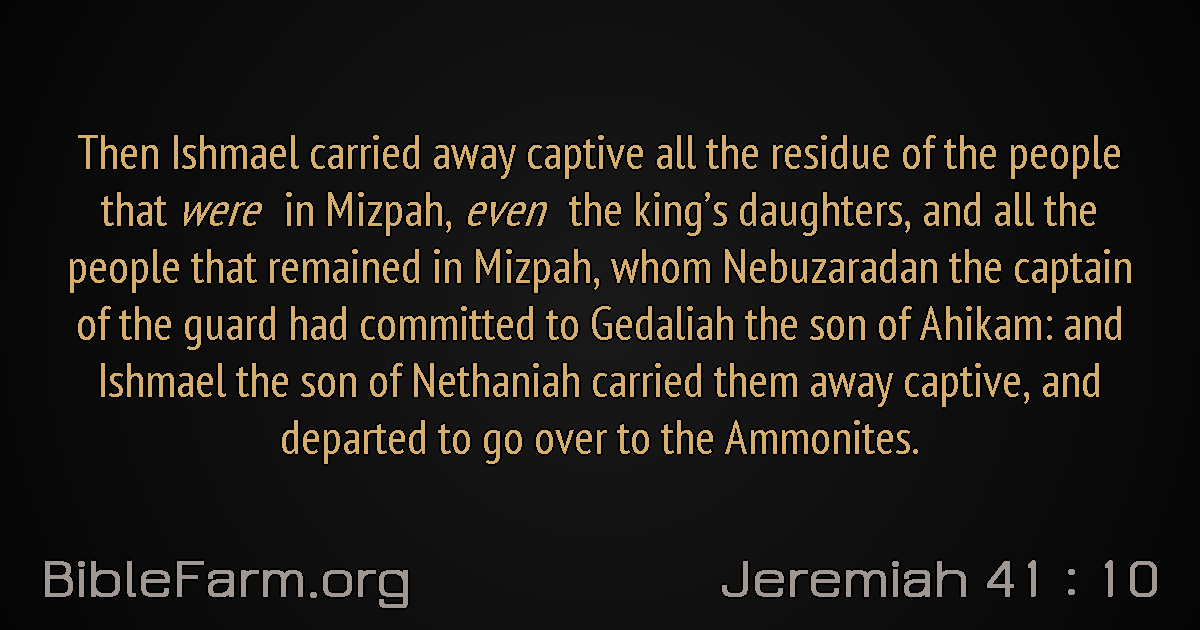 Then Ishmael carried away captive all the residue of the people
that were in Mizpah, even the king’s daughters, and all the
people that remained in Mizpah, whom Nebuzaradan the captain
of the guard had committed to Gedaliah the son of Ahikam: and
Ishmael the son of Nethaniah carried them away captive, and
departed to go over to the Ammonites.
BibleFarm.org
Jeremiah 41 : 10